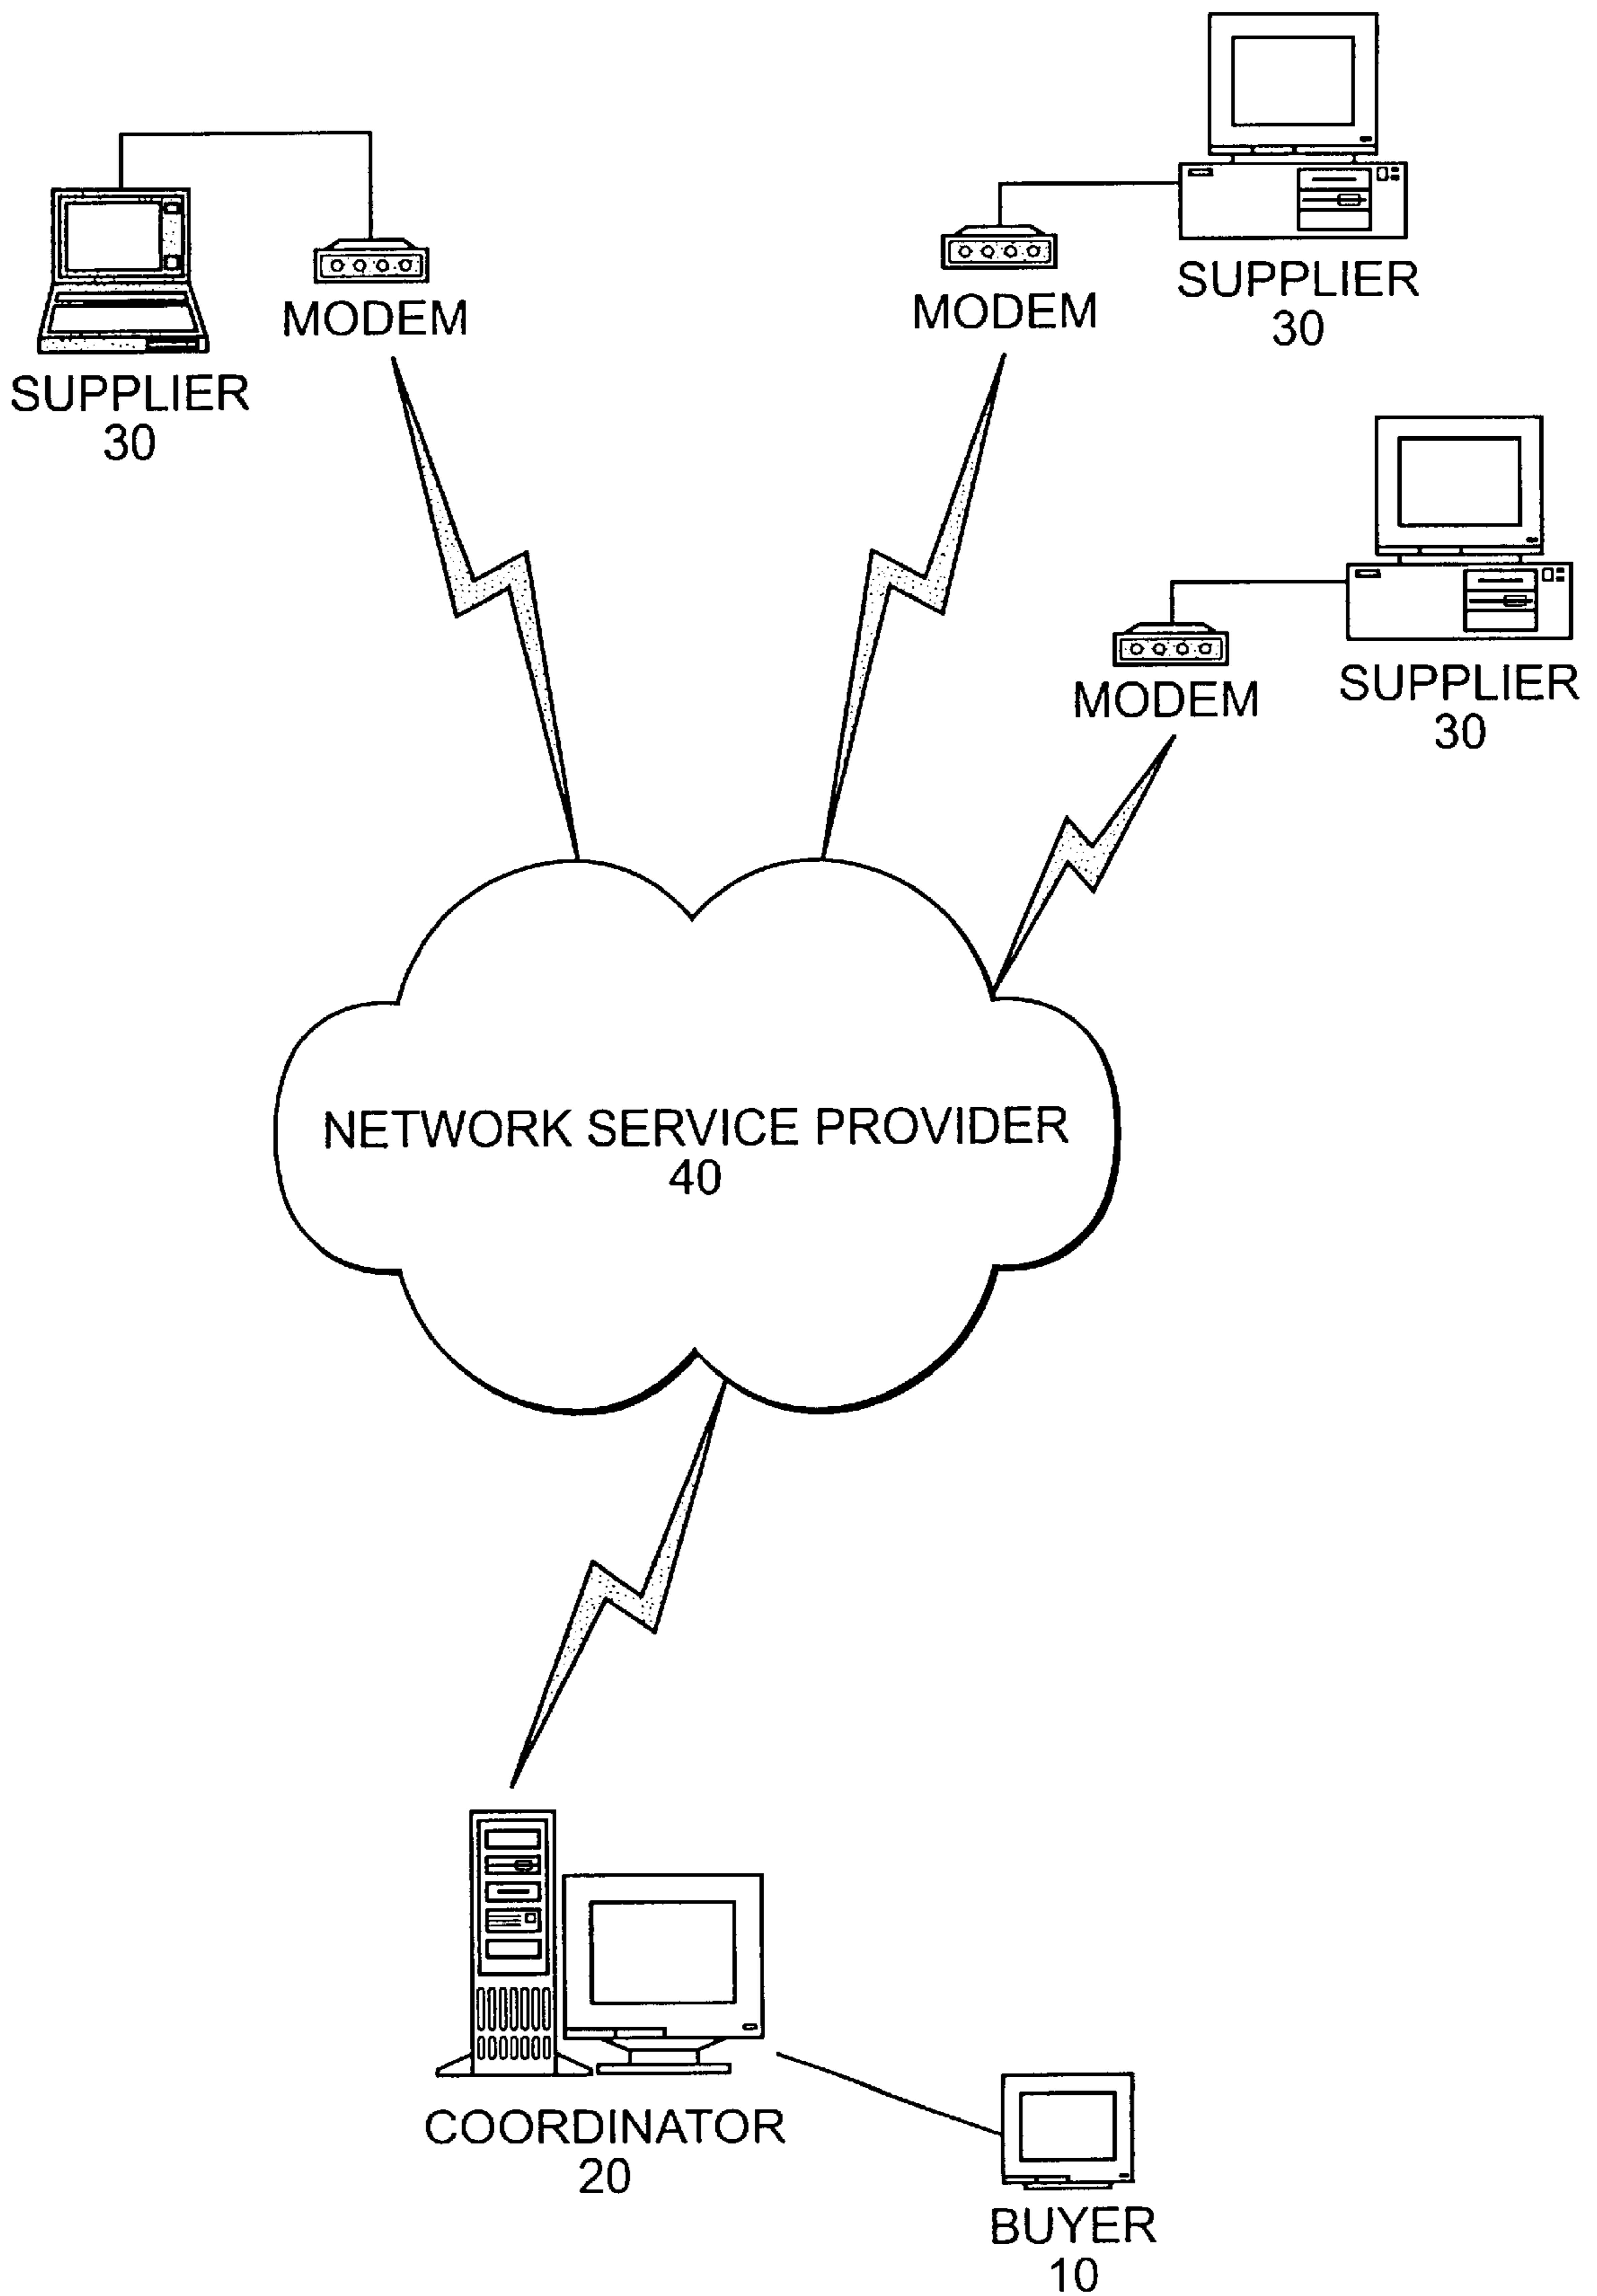 SUPPLIER
30
MODEM
MODEM
SUPPLIER
30
MODEM
SUPPLIER
30
NETWORK SERVICE PROVIDER
40
COORDINATOR
20
BUYER
10